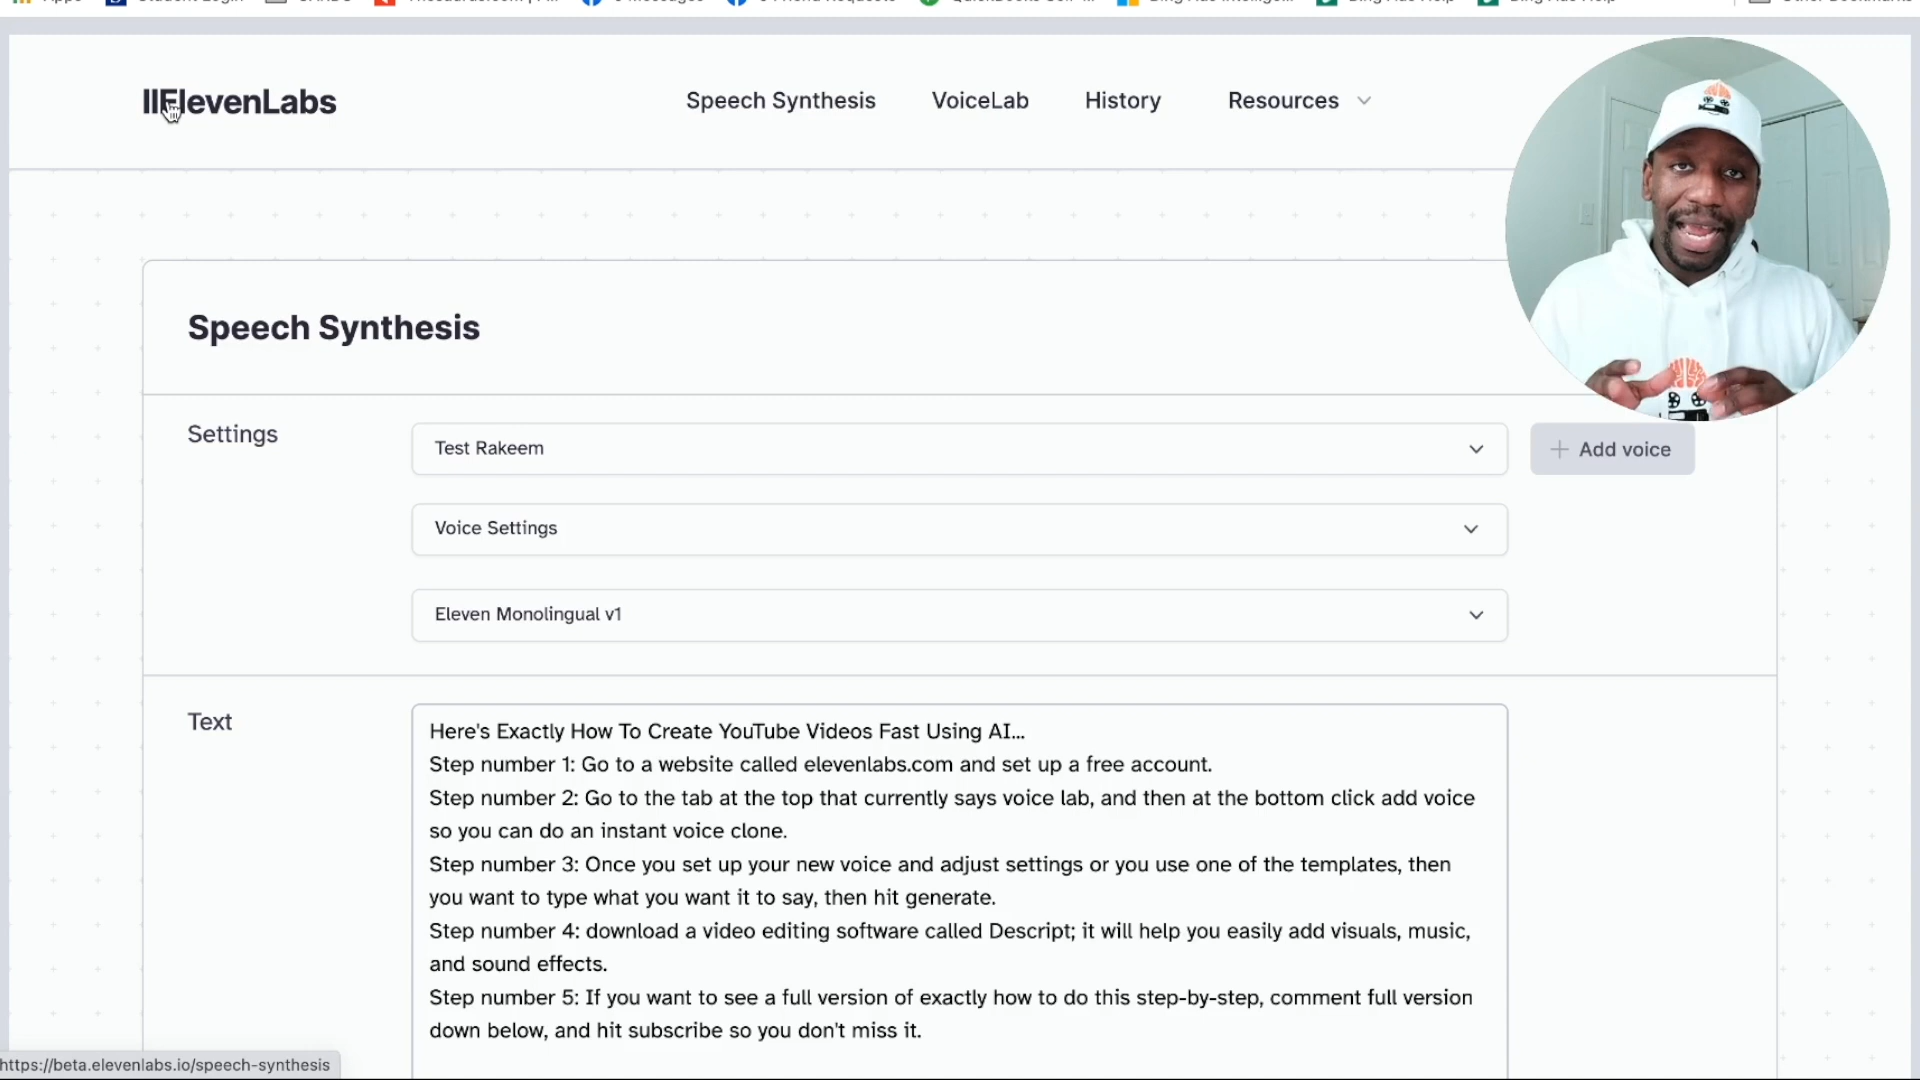 IIElevenLabs
Speech Synthesis
VoiceLab
History
Resources
Speech Synthesis
Settings
Test Rakeem
+ Add voice
Voice Settings
Eleven Monolingual v1
Text
Here's Exactly How To Create YouTube Videos Fast Using AI...
Step number 1: Go to a website called elevenlabs.com and set up a free account.
Step number 2: Go to the tab at the top that currently says voice lab, and then at the bottom click add voice
so you can do an instant voice clone.
Step number 3: Once you set up your new voice and adjust settings or you use one of the templates, then
you want to type what you want it to say, then hit generate.
Step number 4: download a video editing software called Descript; it will help you easily add visuals, music,
and sound effects.
Step number 5: If you want to see a full version of exactly how to do this step-by-step, comment full version
down below, and hit subscribe so you don't miss it.
https://beta.elevenlabs.io/speech-synthesis